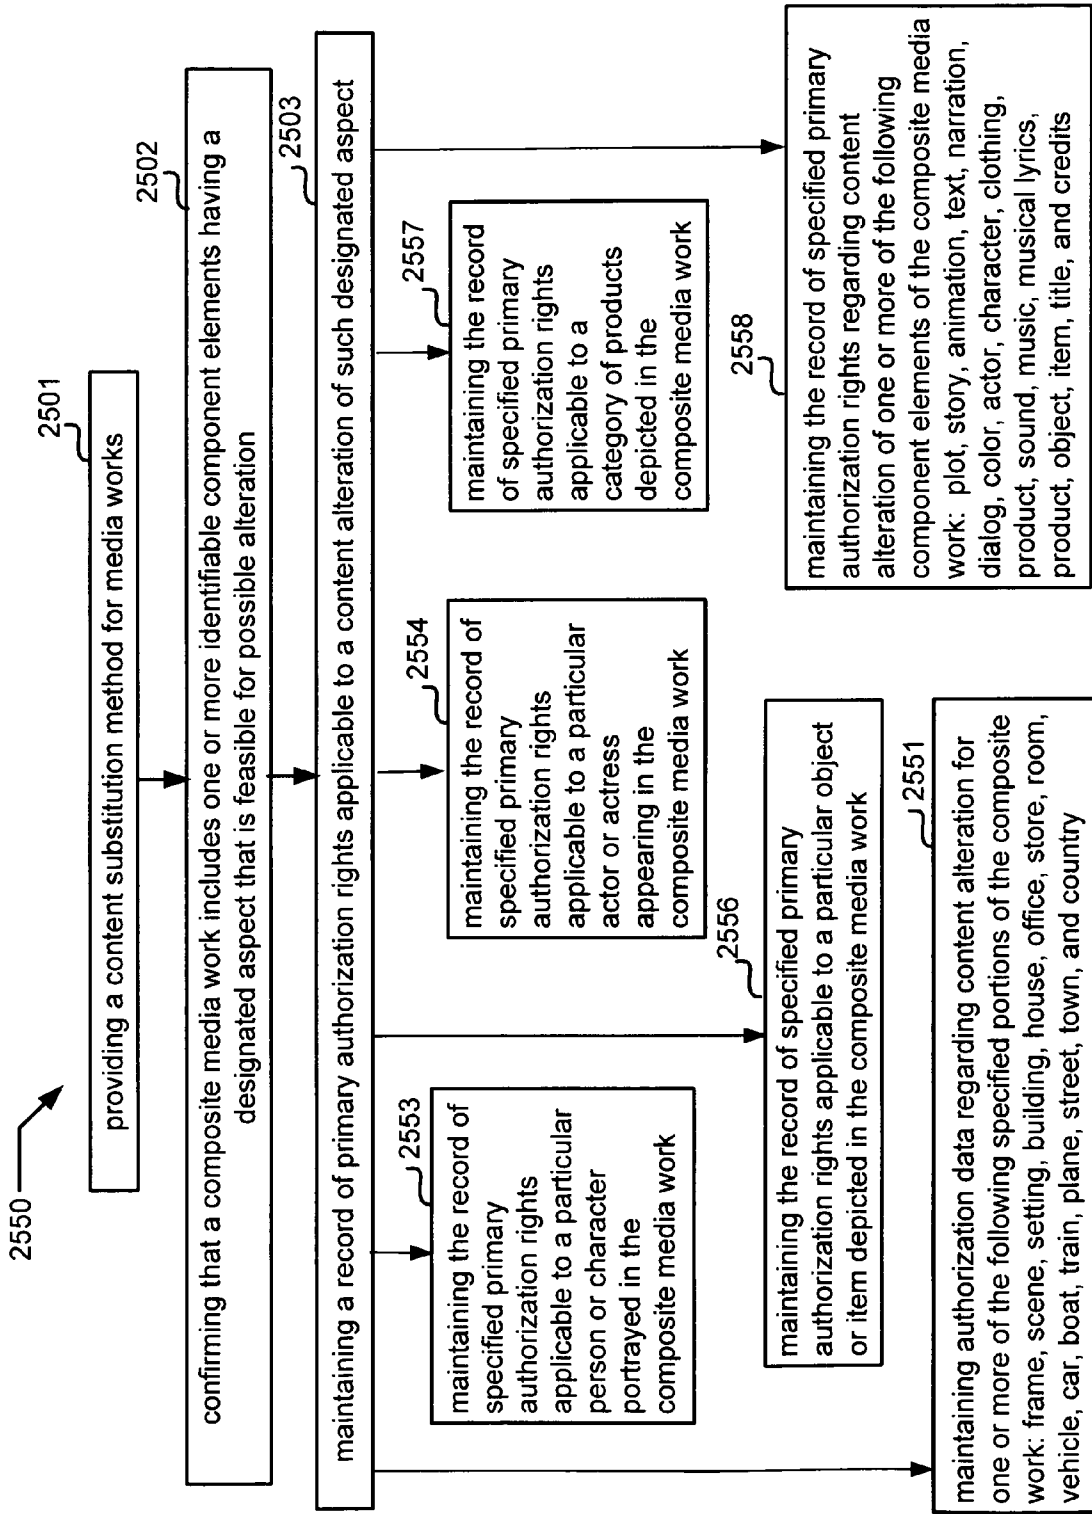 2550
2501
providing a content substitution method for media works
2502
confirming that a composite media work includes one or more identifiable component elements having a
designated aspect that is feasible for possible alteration
2503
maintaining a record of primary authorization rights applicable to a content alteration of such designated aspect
2553
maintaining the record of
specified primary
authorization rights
applicable to a particular
person or character
portrayed in the
composite media work
2554
maintaining the record of
specified primary
authorization rights
applicable to a particular
actor or actress
appearing in the
composite media work
2557
maintaining the record
of specified primary
authorization rights
applicable to a
category of products
depicted in the
composite media work
2556
maintaining the record of specified primary
authorization rights applicable to a particular object
or item depicted in the composite media work
2558
maintaining the record of specified primary
authorization rights regarding content
alteration of one or more of the following
component elements of the composite media
work: plot, story, animation, text, narration,
dialog, color, actor, character, clothing,
product, sound, music, musical lyrics,
product, object, item, title, and credits
2551
maintaining authorization data regarding content alteration for
one or more of the following specified portions of the composite
work: frame, scene, setting, building, house, office, store, room,
vehicle, car, boat, train, plane, street, town, and country